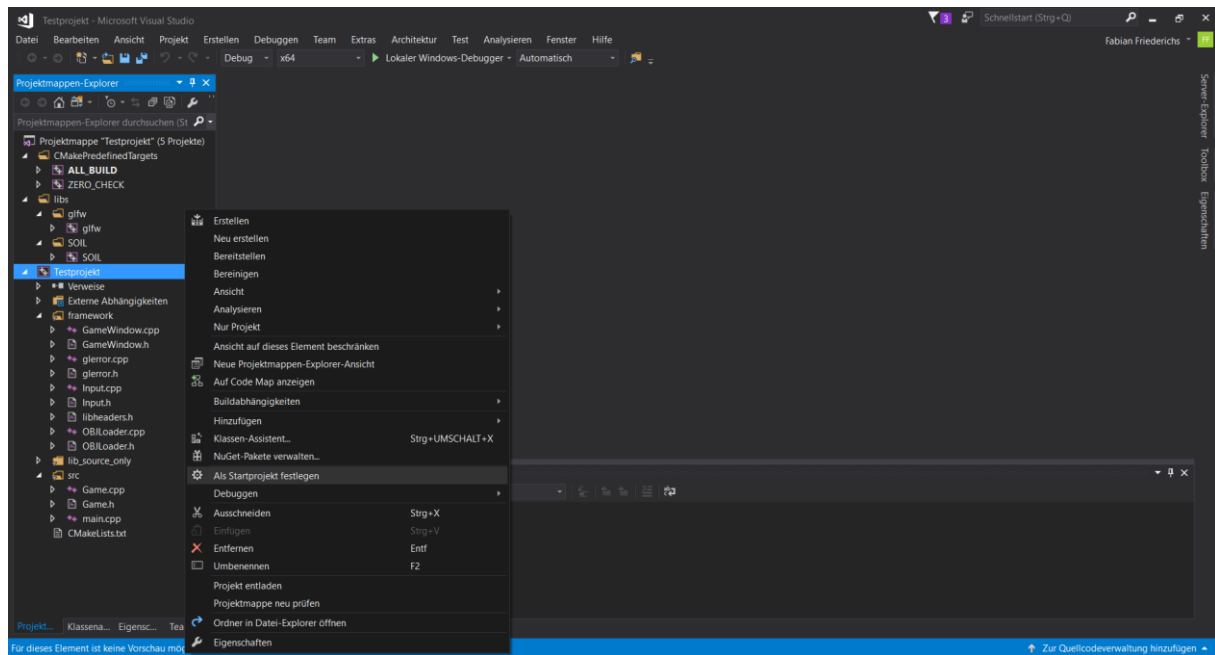 Testprojekt - Microsoft Visual Studio
3
Schnellstart (Strg+Q)
Datei Bearbeiten Ansicht Projekt Erstellen Debuggen Team Extras Architektur Test Analysieren Fenster Hilfe
Fabian Friederichs
FF
Debug x64 Lokaler Windows-Debugger Automatisch
Projektmappen-Explorer
Projektmappen-Explorer durchsuchen (St
Projektmappe "Testprojekt" (5 Projekte)
CMakePredefinedTargets
ALL_BUILD
ZERO_CHECK
libs
glfw
glfw
SOIL
SOIL
Testprojekt
Verweise
Externe Abhängigkeiten
framework
GameWindow.cpp
GameWindow.h
glerror.cpp
glerror.h
Input.cpp
Input.h
libheaders.h
OBJLoader.cpp
OBJLoader.h
lib_source_only
src
Game.cpp
Game.h
main.cpp
CMakeLists.txt
Erstellen
Neu erstellen
Bereitstellen
Bereinigen
Ansicht
Analysieren
Nur Projekt
Ansicht auf dieses Element beschränken
Neue Projektmappen-Explorer-Ansicht
Auf Code Map anzeigen
Buildabhängigkeiten
Hinzufügen
Klassen-Assistent... Strg+UMSCHALT+X
NuGet-Pakete verwalten...
Als Startprojekt festlegen
Debuggen
Ausschneiden Strg+X
Einfügen Strg+V
Entfernen Entf
Umbenennen F2
Projekt entladen
Projektmappe neu prüfen
Ordner in Datei-Explorer öffnen
Eigenschaften
Server-Explorer
Toolbox
Eigenschaften
Projekt... Klassena... Eigensc... Tea
Für dieses Element ist keine Vorschau mög
Zur Quellcodeverwaltung hinzufügen